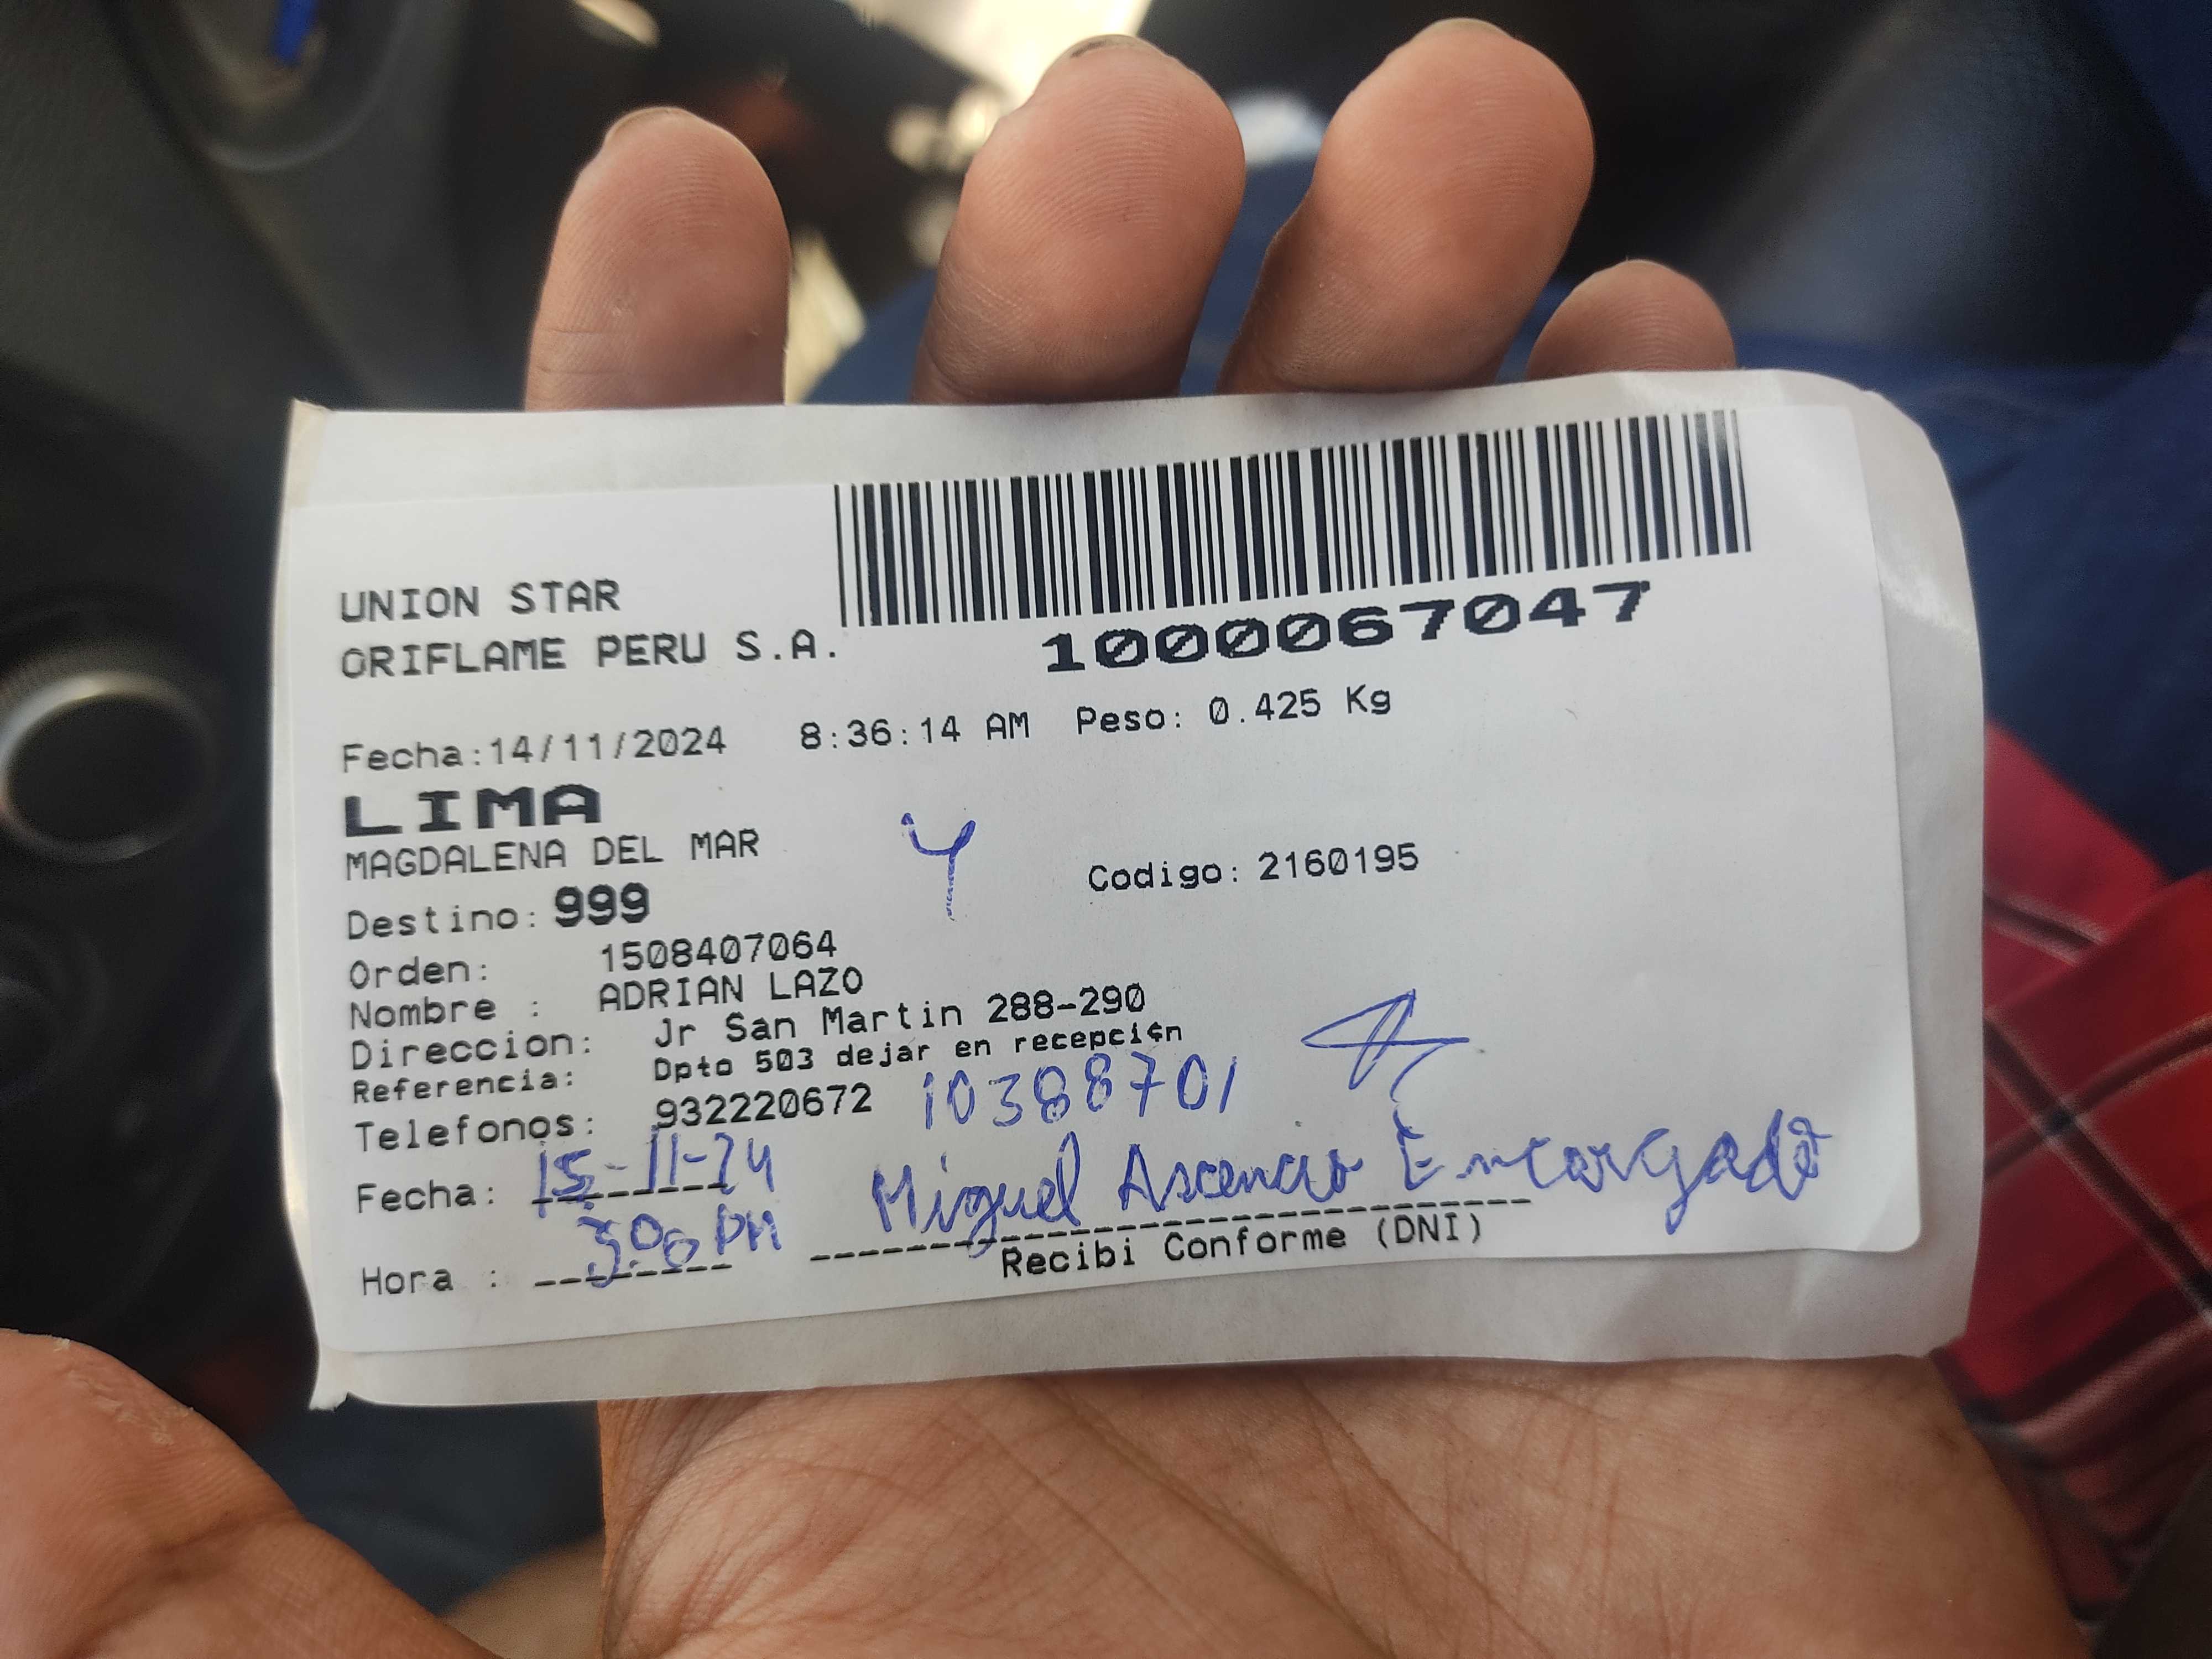 UNION STAR
ORIFLAME PERU S.A.
1000067047
Fecha:14/11/2024 8:36:14 AM Peso: 0.425 Kg
LIMA
MAGDALENA DEL MAR
Y
Codigo: 2160195
Destino: 999
Orden: 1508407064
Nombre : ADRIAN LAZO
Direccion: Jr San Martin 288-290
Referencia: Dpto 503 dejar en recepci¢n
Telefonos: 932220672
10388701
Fecha: 15-11-24
Miguel Ascencio Encargado
Hora : 3:00 PM
Recibi Conforme (DNI)